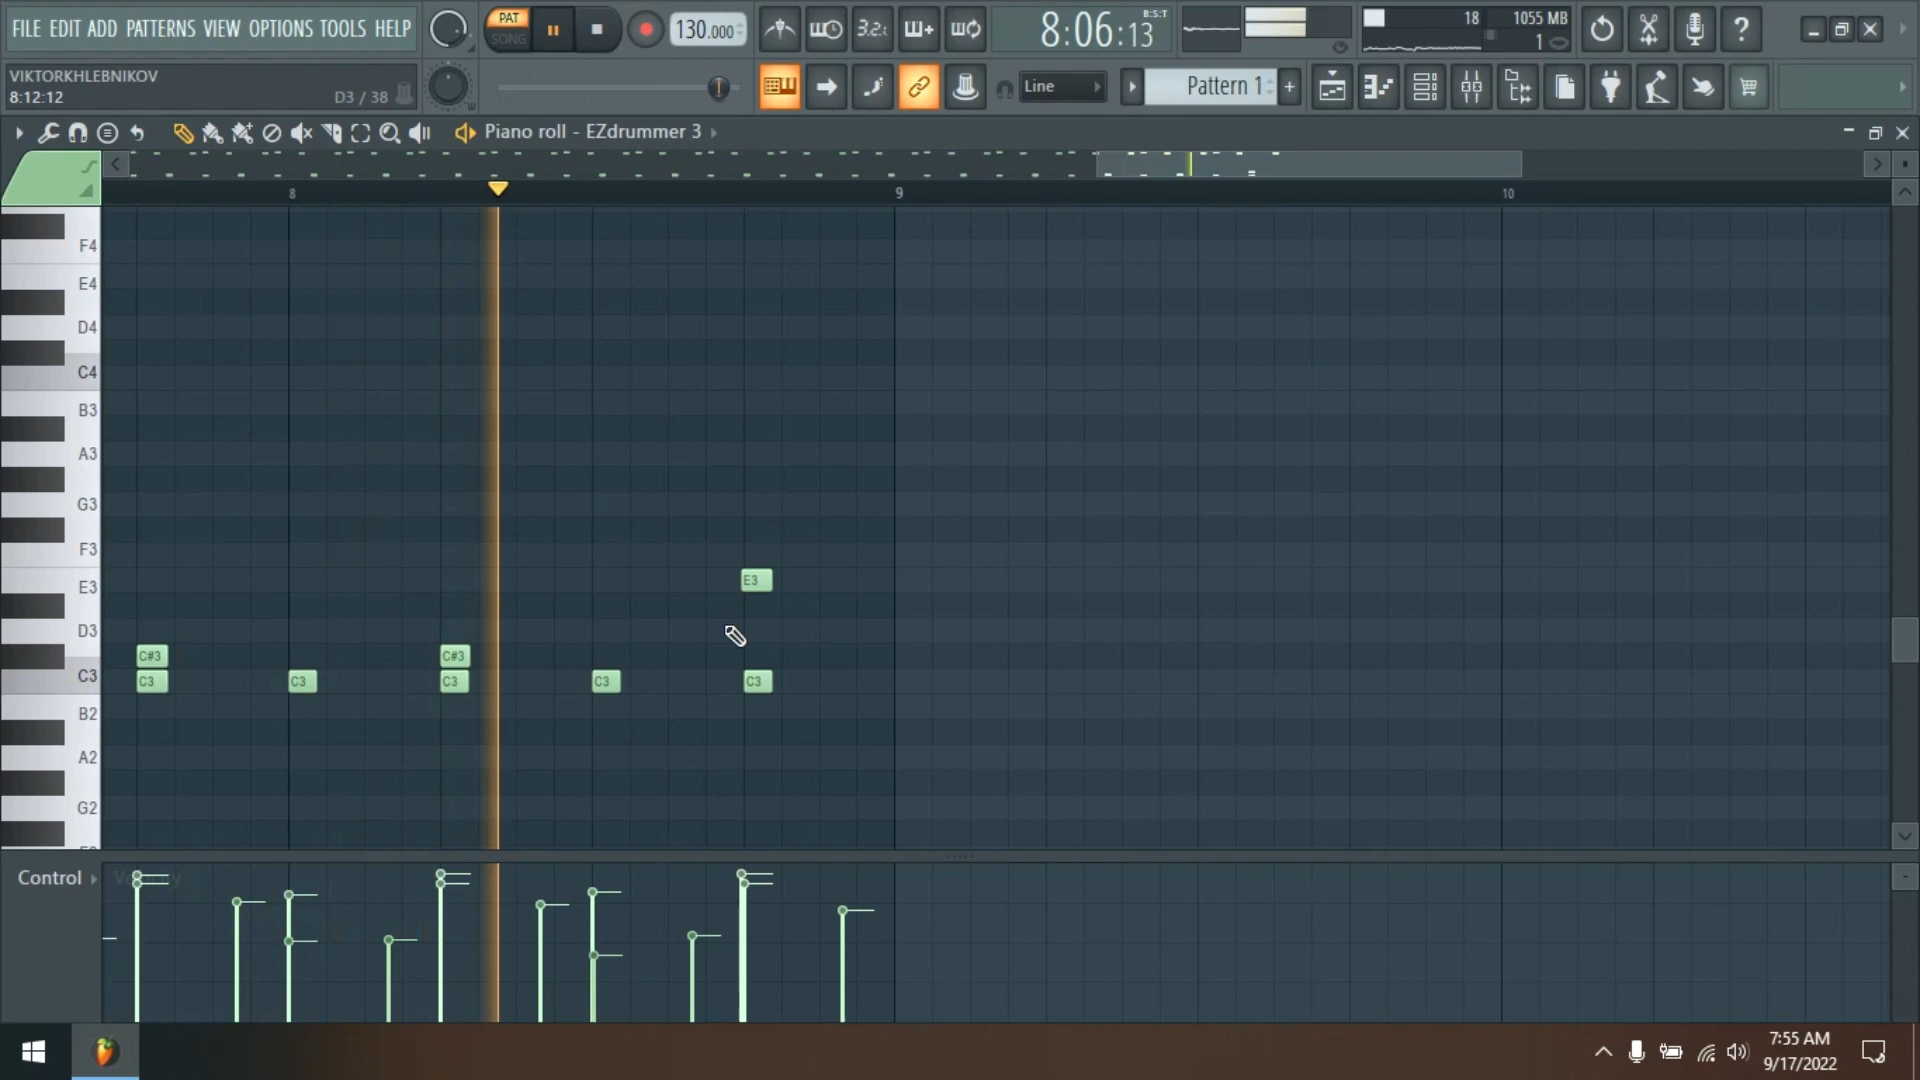 FILE EDIT ADD PATTERNS VIEW OPTIONS TOOLS HELP
PAT
SONG
130.000
3.2:
8:06:13
B:S:T
18
1055 MB
1
?
VIKTORKHLEBNIKOV
8:12:12
D3 / 38
Line
Pattern 1
+
Piano roll - EZdrummer 3
8
9
10
F4
E4
D4
C4
B3
A3
G3
F3
E3
E3
D3
C#3
C#3
C3
C3
C3
C3
C3
C3
B2
A2
G2
Control
Velocity
7:55 AM
9/17/2022